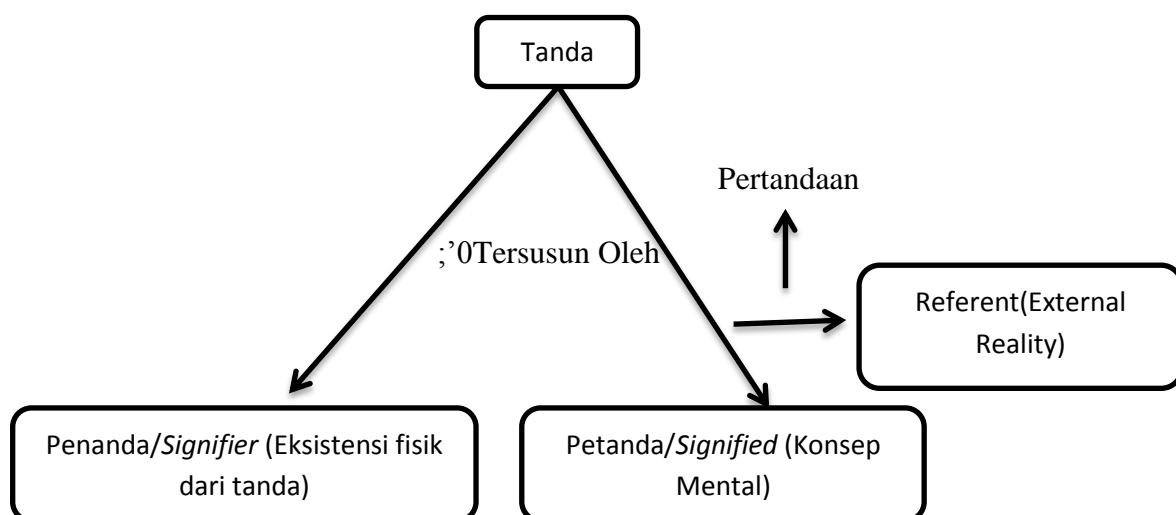 Tanda
Pertandaan
;’0Tersusun Oleh
Referent(External
Reality)
Penanda/Signifier (Eksistensi fisik
dari tanda)
Petanda/Signified (Konsep
Mental)